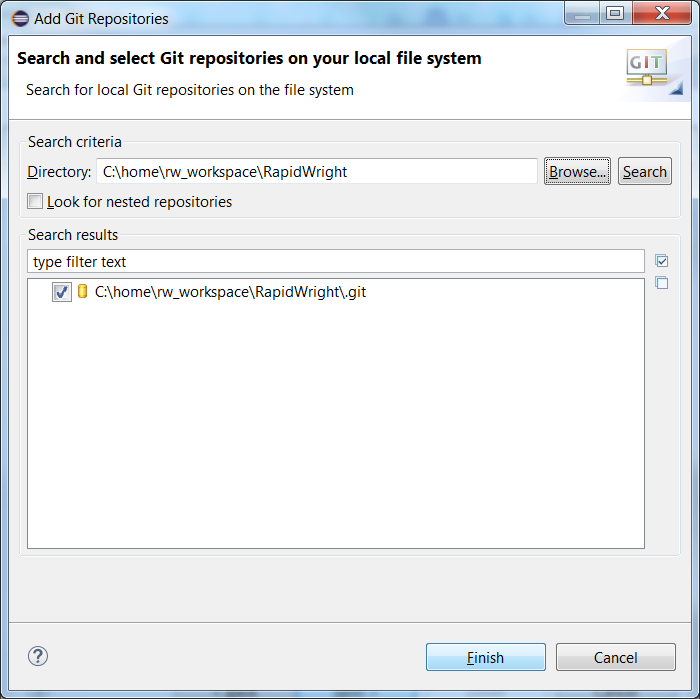 Add Git Repositories
Search and select Git repositories on your local file system
GIT
Search for local Git repositories on the file system
Search criteria
Directory: C:\home\rw_workspace\RapidWright Browse... Search
Look for nested repositories
Search results
type filter text
C:\home\rw_workspace\RapidWright\.git
? Finish Cancel